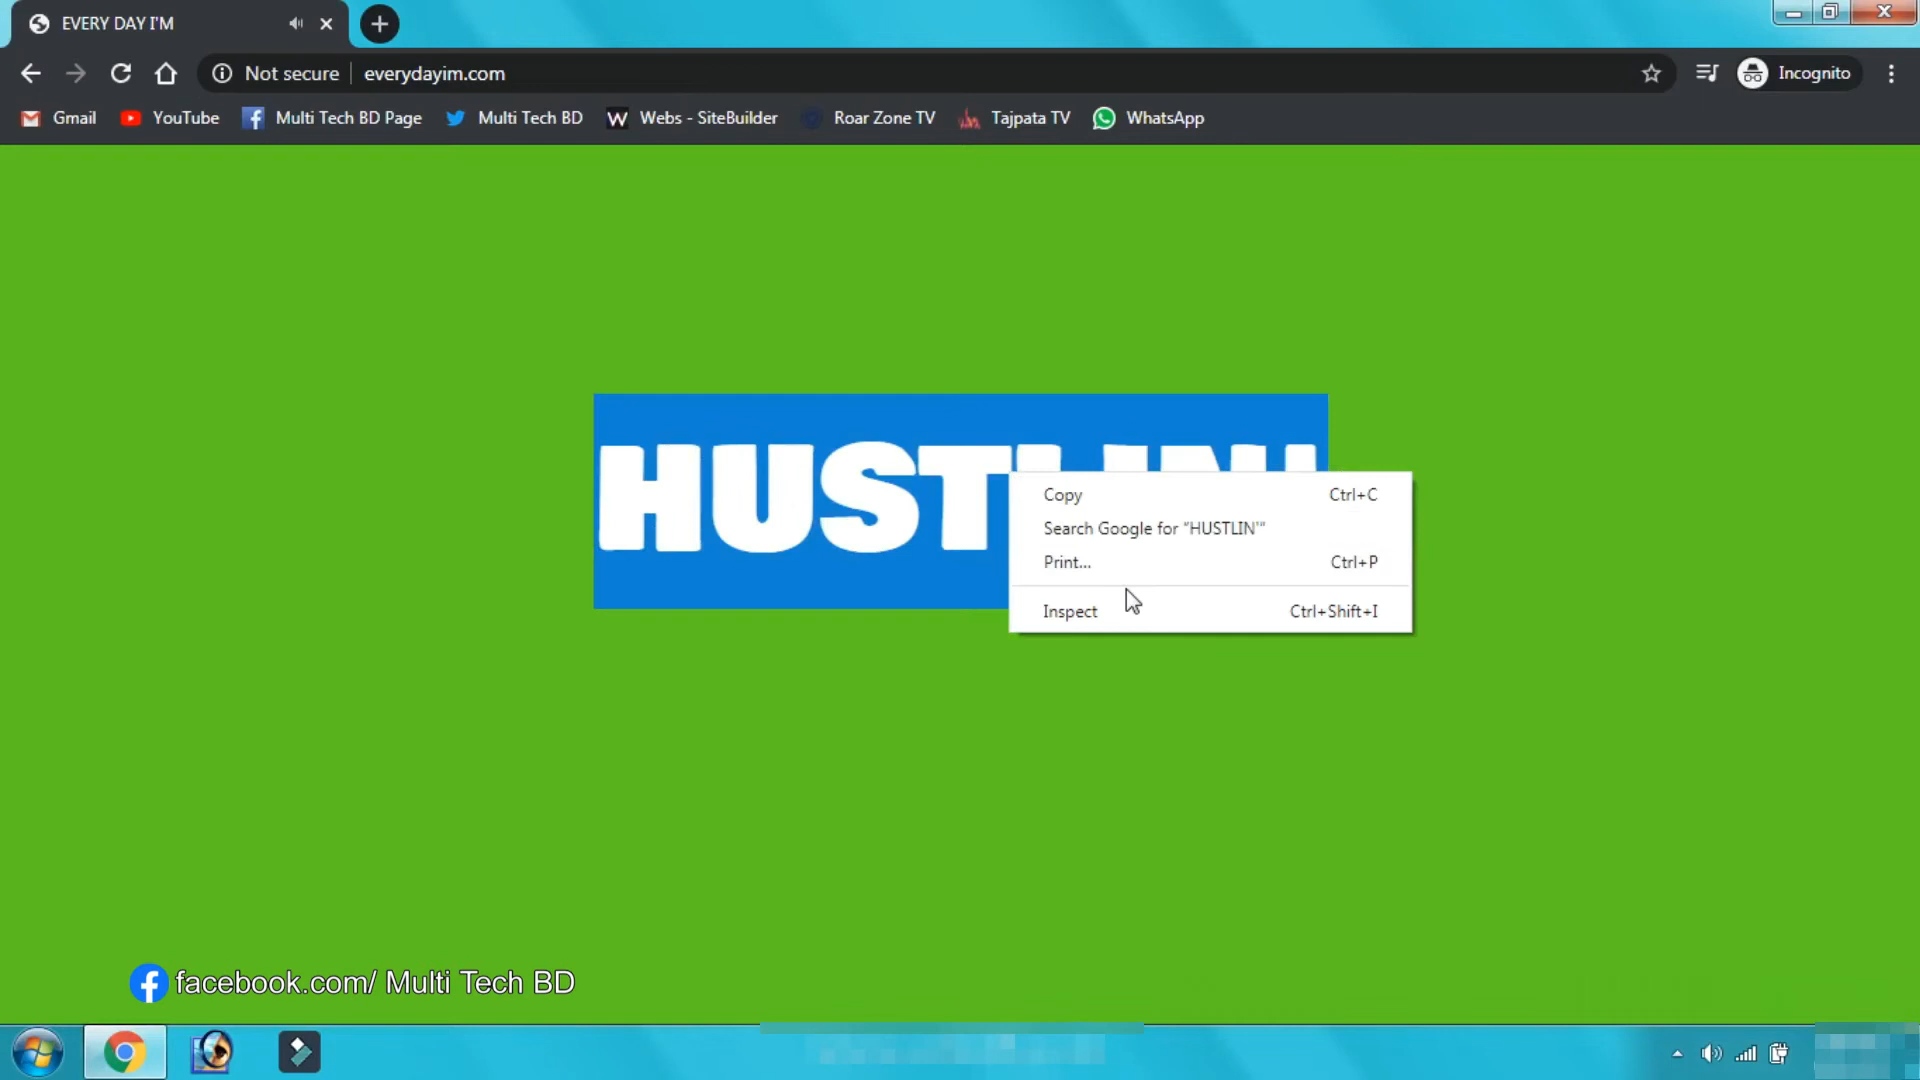 EVERY DAY I'M
Not secure everydayim.com Incognito
Gmail YouTube Multi Tech BD Page Multi Tech BD Webs - SiteBuilder Roar Zone TV Tajpata TV WhatsApp
HUSTLIN'
Copy Ctrl+C
Search Google for “HUSTLIN'”
Print... Ctrl+P
Inspect Ctrl+Shift+I
facebook.com/ Multi Tech BD